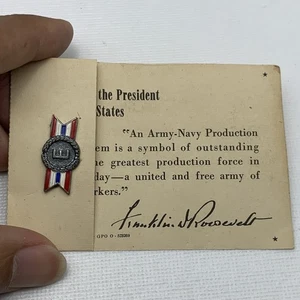 the President
States
"An Army-Navy Production
em is a symbol of outstanding
e greatest production force in
day—a united and free army of
rkers."
Franklin D Roosevelt
GPO O